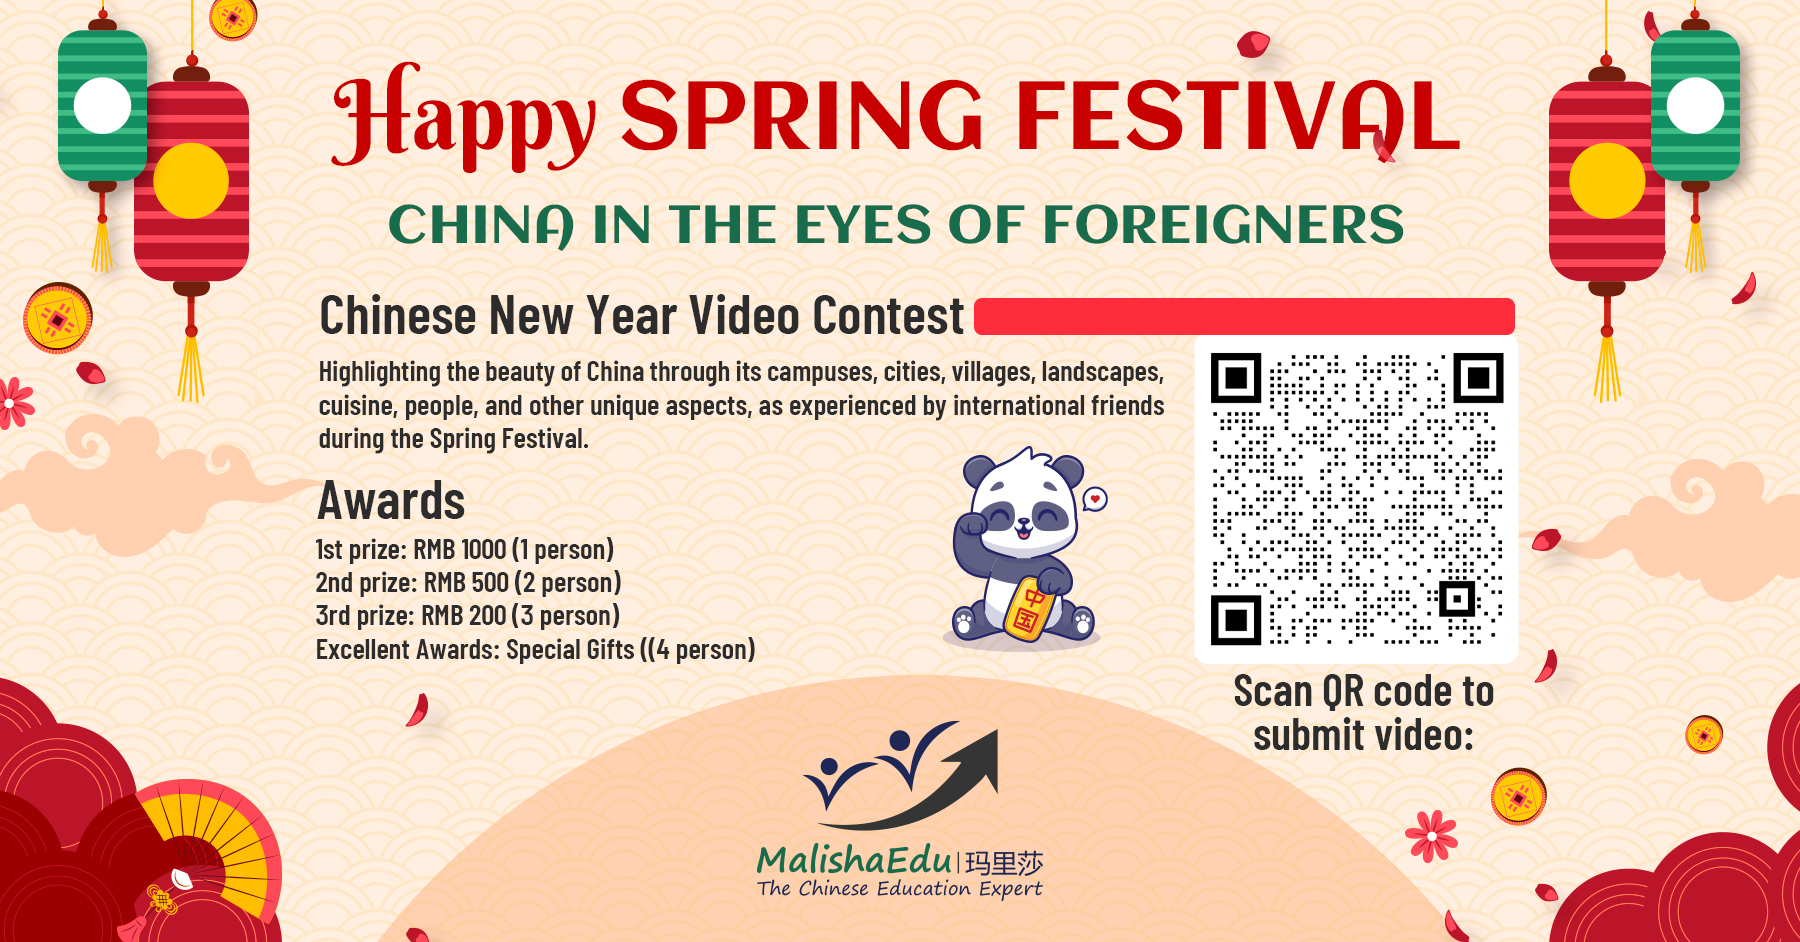 Happy SPRING FESTIVAL
CHINA IN THE EYES OF FOREIGNERS
Chinese New Year Video Contest
Highlighting the beauty of China through its campuses, cities, villages, landscapes,
cuisine, people, and other unique aspects, as experienced by international friends
during the Spring Festival.
Awards
1st prize: RMB 1000 (1 person)
2nd prize: RMB 500 (2 person)
3rd prize: RMB 200 (3 person)
Excellent Awards: Special Gifts ((4 person)
中
国
Scan QR code to
submit video:
MalishaEdu|玛里莎
The Chinese Education Expert